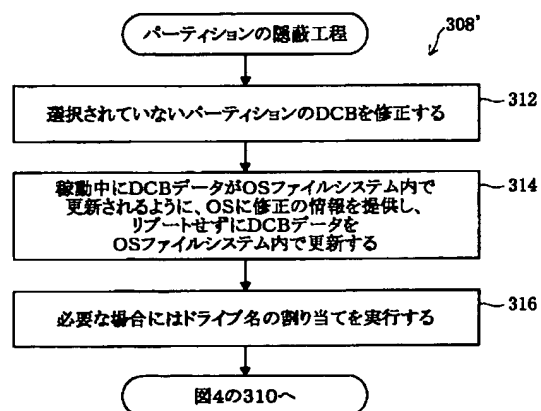 パーティションの隠蔽工程
308'
選択されていないパーティションのDCBを修正する
312
稼動中にDCBデータがOSファイルシステム内で
更新されるように、OSに修正の情報を提供し、
リブートせずにDCBデータを
OSファイルシステム内で更新する
314
必要な場合にはドライブ名の割り当てを実行する
316
図4の310へ